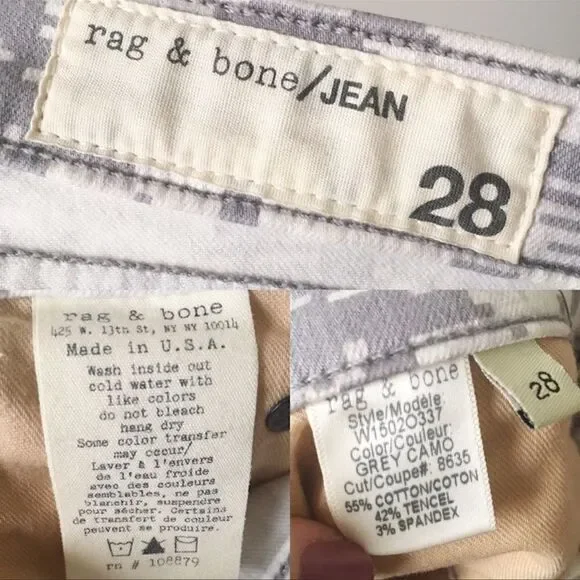 rag & bone/JEAN
28
rag & bone
425 W. 13th St, NY NY 10014
Made in U.S.A.
Wash inside out
cold water with
like colors
do not bleach
hang dry
Some color transfer
may occur/
Laver à l'envers
de l'eau froide
avec des couleurs
semblables, ne pas
blanchir, suspendre
pour sécher. Certains
de transfert de couleur
peuvent se produire.
rn # 108879
rag & bone
Style/Modèle:
W1502O337
Color/Couleur:
GREY CAMO
Cut/Coupe#: 8635
55% COTTON/COTON
42% TENCEL
3% SPANDEX
28